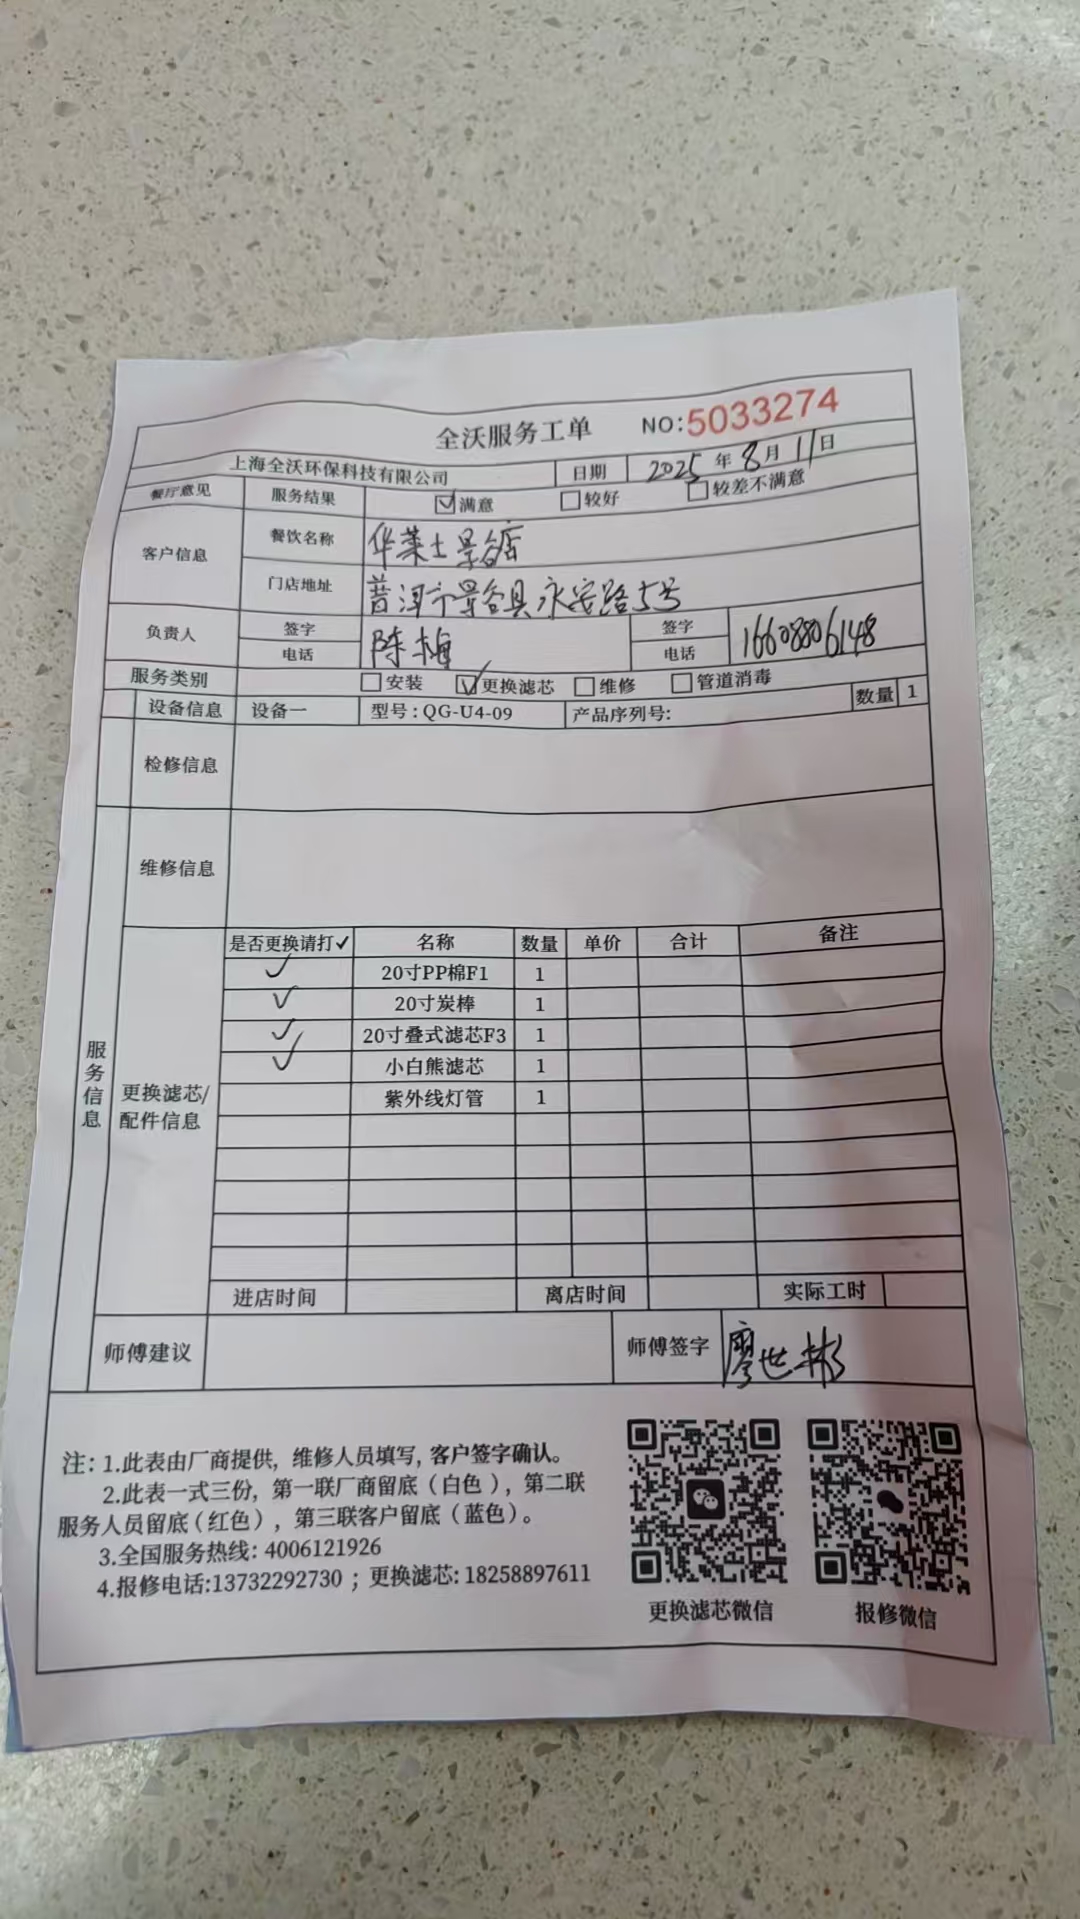 全沃服务工单 NO:5033274
上海全沃环保科技有限公司 日期 2025年8月11日
餐厅意见 服务结果 ☑满意 □较好 □较差不满意
客户信息 餐饮名称 华莱士景谷店
门店地址 普洱市景谷县永安路5号
负责人 签字 陈梅 签字
电话 电话 16608806148
服务类别 □安装 ☑更换滤芯 □维修 □管道消毒
设备信息 设备一 型号:QG-U4-09 产品序列号: 数量 1
检修信息
维修信息
服务信息
更换滤芯/配件信息
是否更换请打✓ 名称 数量 单价 合计 备注
✓ 20寸PP棉F1 1
✓ 20寸炭棒 1
✓ 20寸叠式滤芯F3 1
✓ 小白熊滤芯 1
紫外线灯管 1
进店时间 离店时间 实际工时
师傅建议 师傅签字 廖世彬
注: 1.此表由厂商提供, 维修人员填写, 客户签字确认。
2.此表一式三份, 第一联厂商留底（白色）, 第二联
服务人员留底（红色）, 第三联客户留底（蓝色）。
3.全国服务热线: 4006121926
4.报修电话:13732292730 ; 更换滤芯: 18258897611
更换滤芯微信 报修微信